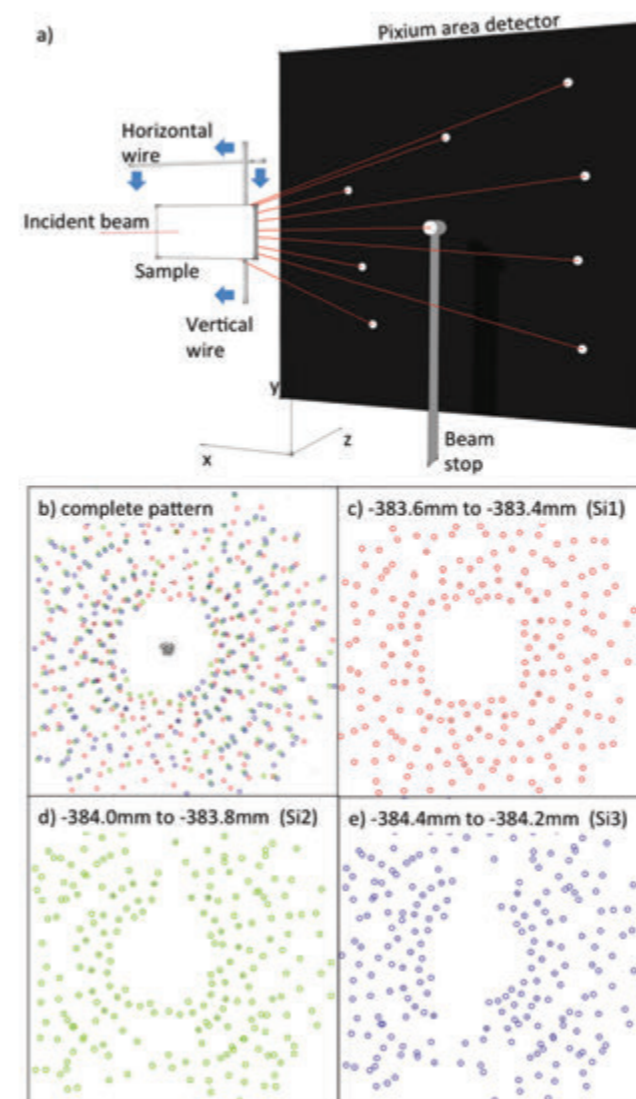 a)
Pixium area detector
Horizontal
wire
Incident beam
Sample
Vertical
wire
y
z
x
Beam
stop
b) complete pattern
c) -383.6mm to -383.4mm (Si1)
d) -384.0mm to -383.8mm (Si2)
e) -384.4mm to -384.2mm (Si3)